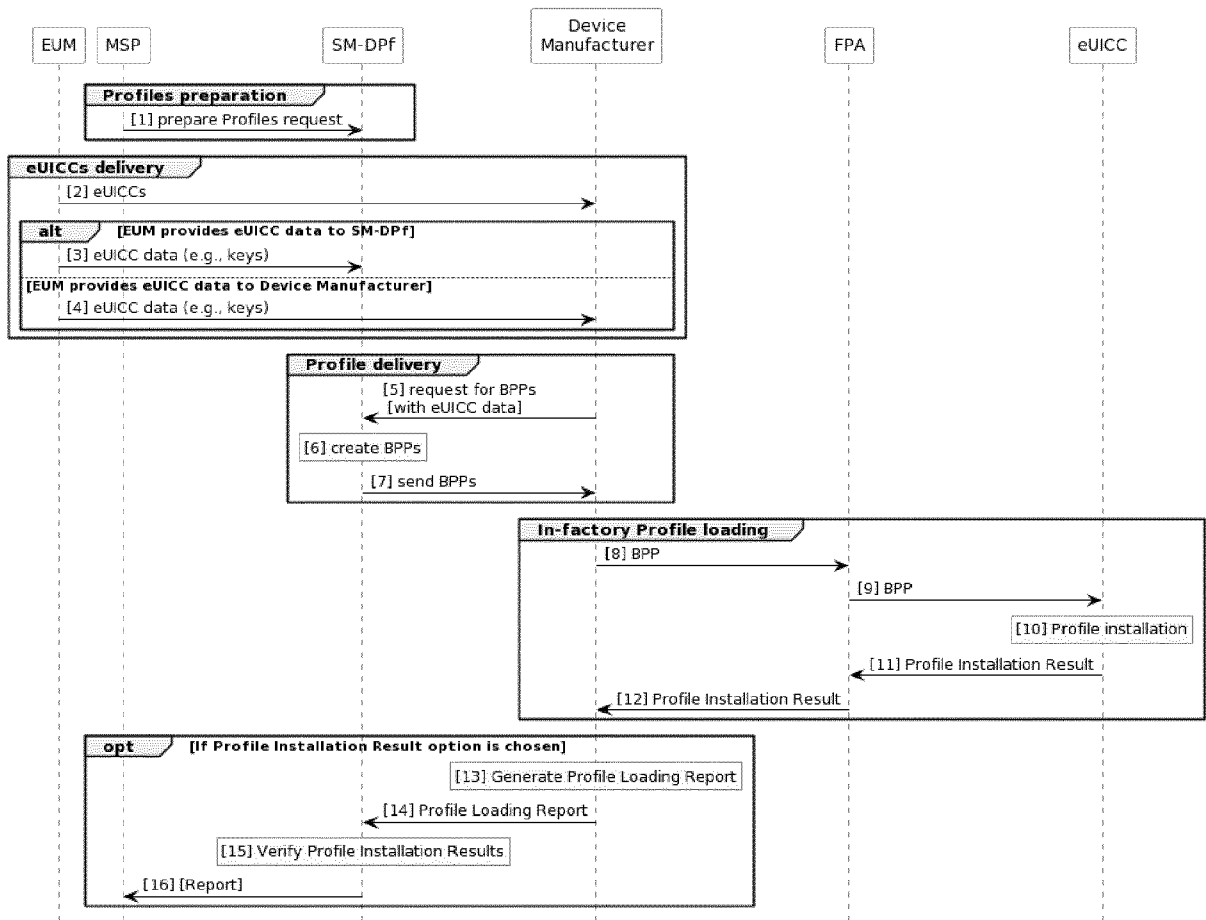 EUM
MSP
SM-DPf
Device
Manufacturer
FPA
eUICC
Profiles preparation
[1] prepare Profiles request
eUICCs delivery
[2] eUICCs
alt
[EUM provides eUICC data to SM-DPf]
[3] eUICC data (e.g., keys)
[EUM provides eUICC data to Device Manufacturer]
[4] eUICC data (e.g., keys)
Profile delivery
[5] request for BPPs
[with eUICC data]
[6] create BPPs
[7] send BPPs
In-factory Profile loading
[8] BPP
[9] BPP
[10] Profile installation
[11] Profile Installation Result
[12] Profile Installation Result
opt
[If Profile Installation Result option is chosen]
[13] Generate Profile Loading Report
[14] Profile Loading Report
[15] Verify Profile Installation Results
[16] [Report]